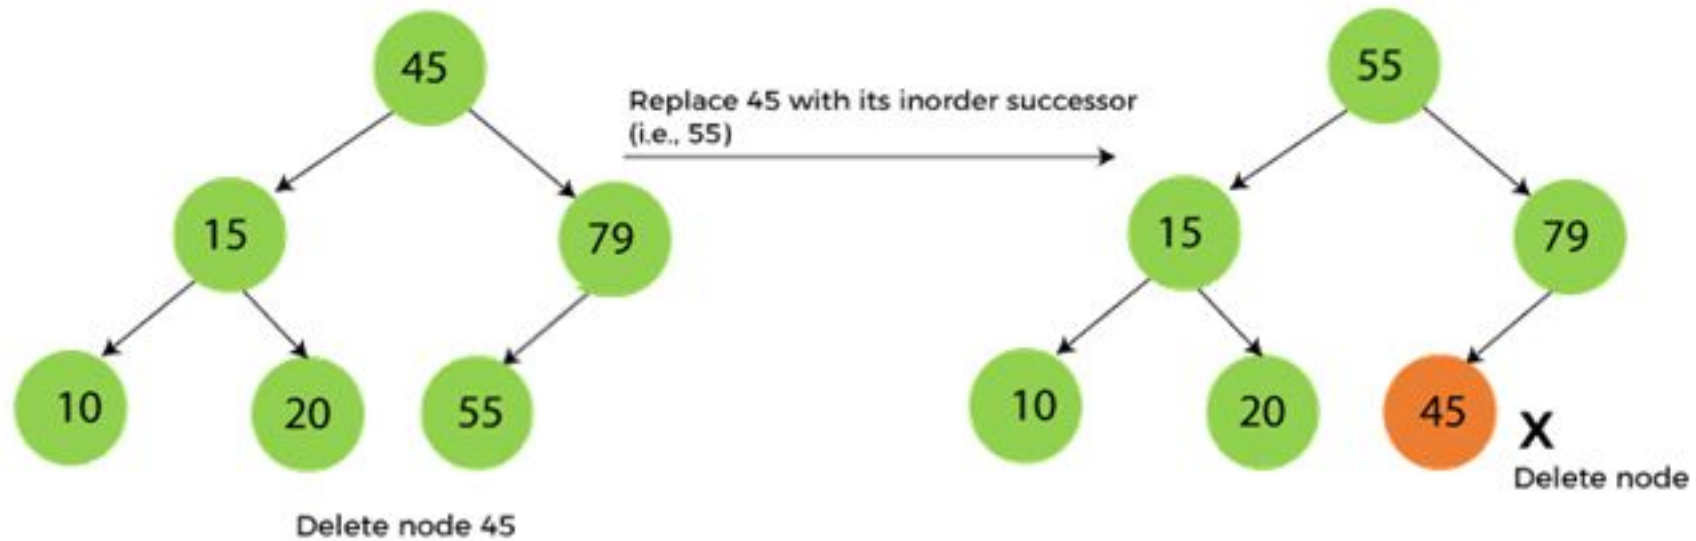 45
15
79
10
20
55
Delete node 45
Replace 45 with its inorder successor
(i.e., 55)
55
15
79
10
20
45
X
Delete node